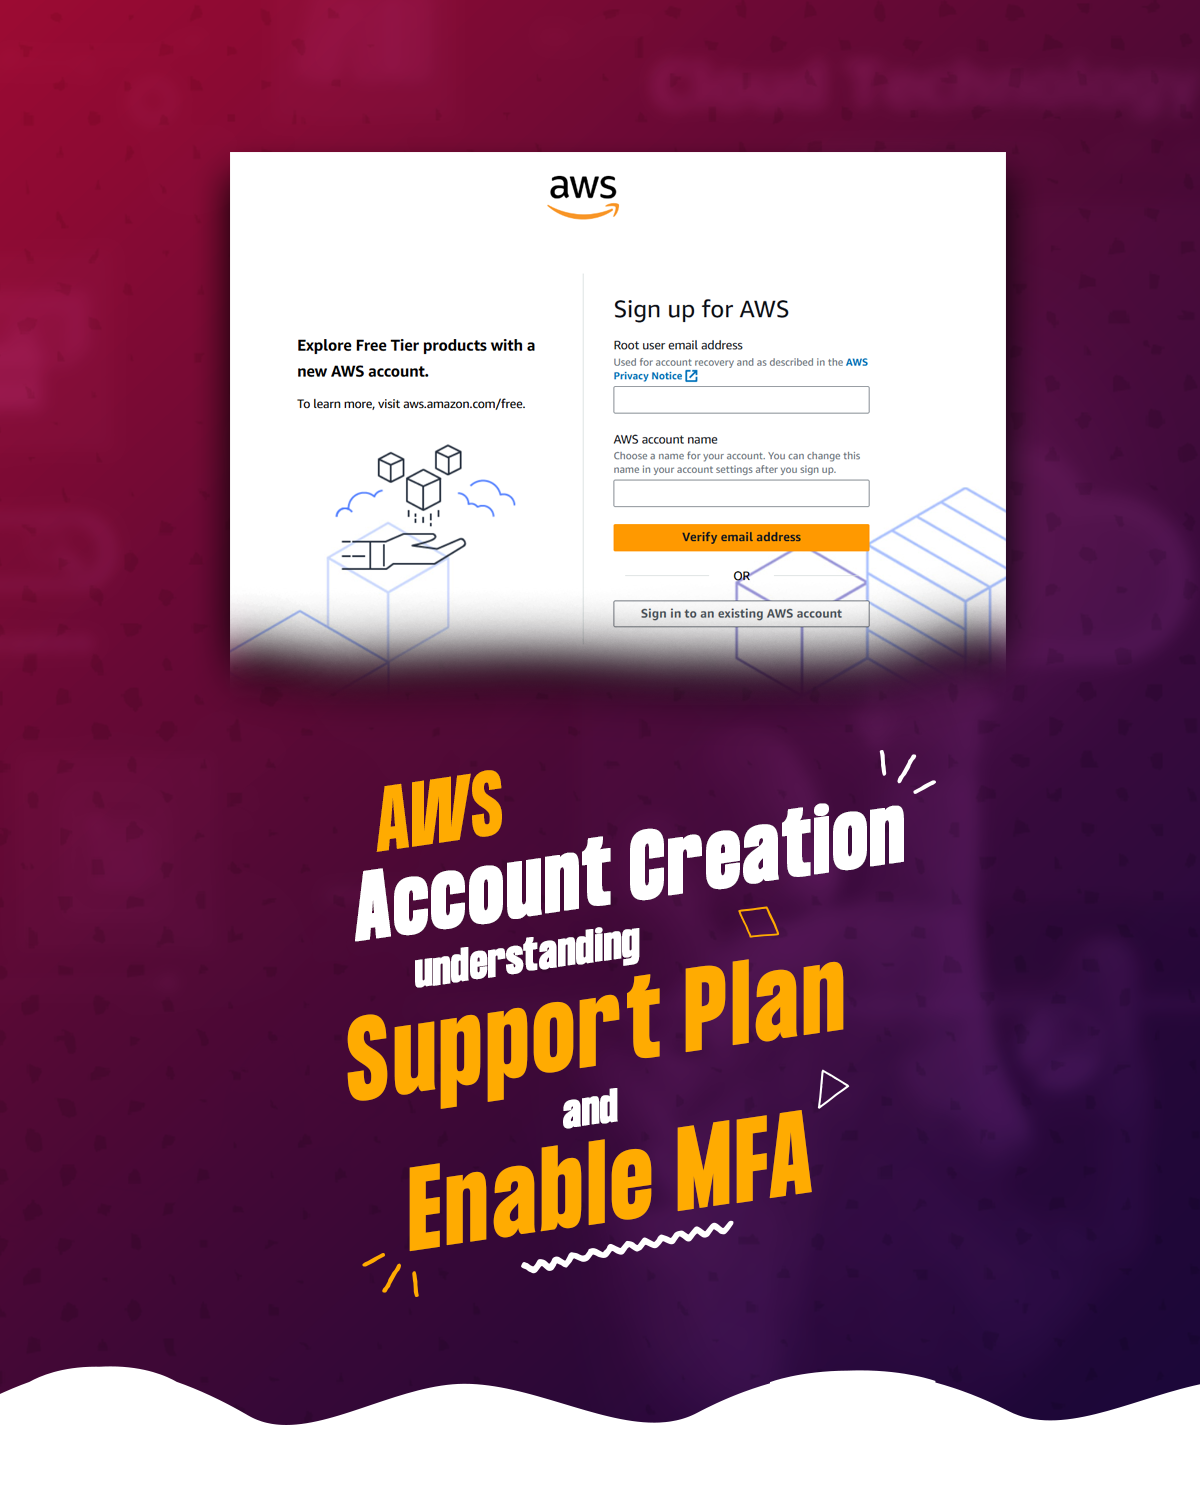 Cloud Technology
aws
Explore Free Tier products with a
new AWS account.
To learn more, visit aws.amazon.com/free.
Sign up for AWS
Root user email address
Used for account recovery and as described in the AWS
Privacy Notice
AWS account name
Choose a name for your account. You can change this
name in your account settings after you sign up.
Verify email address
OR
Sign in to an existing AWS account
AWS
Account Creation
understanding
Support Plan
and
Enable MFA